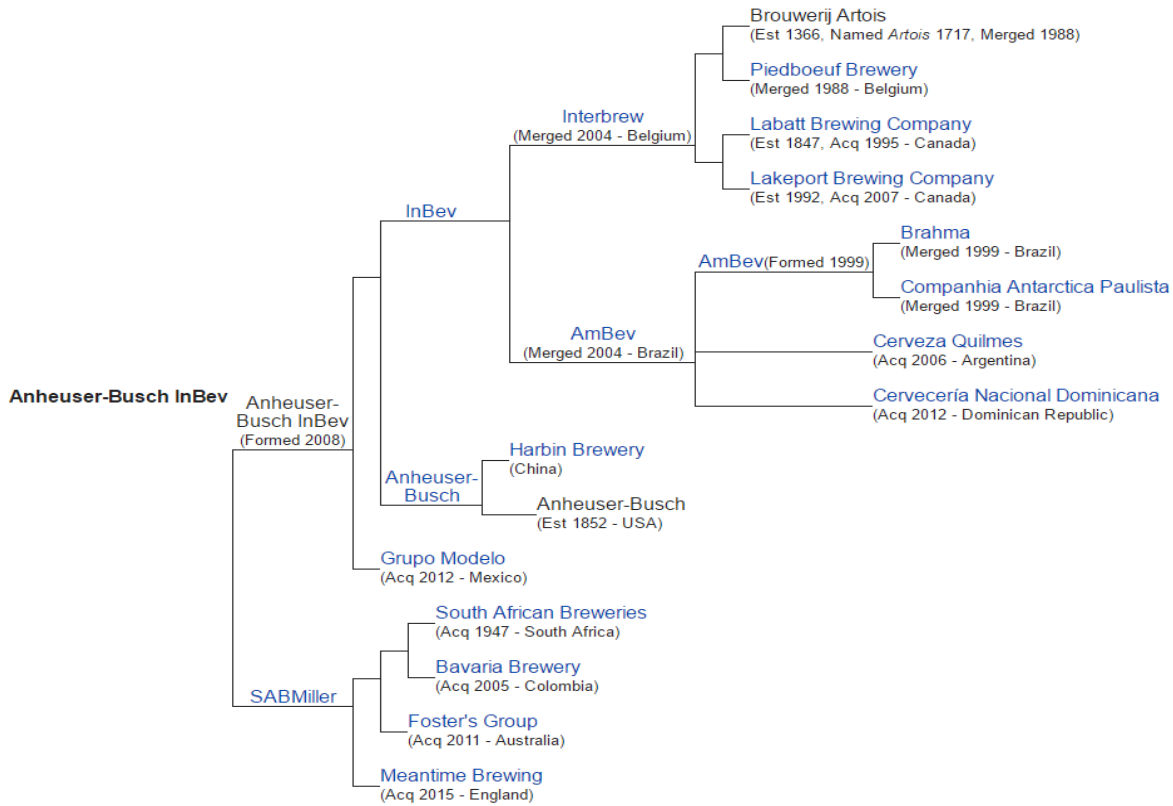 Brouwerij Artois
(Est 1366, Named Artois 1717, Merged 1988)
Piedboeuf Brewery
(Merged 1988 - Belgium)
Interbrew
(Merged 2004 - Belgium)
Labatt Brewing Company
(Est 1847, Acq 1995 - Canada)
Lakeport Brewing Company
(Est 1992, Acq 2007 - Canada)
InBev
Brahma
(Merged 1999 - Brazil)
AmBev(Formed 1999)
Companhia Antarctica Paulista
(Merged 1999 - Brazil)
AmBev
(Merged 2004 - Brazil)
Cerveza Quilmes
(Acq 2006 - Argentina)
Cervecería Nacional Dominicana
(Acq 2012 - Dominican Republic)
Anheuser-Busch InBev
Anheuser-
Busch InBev
(Formed 2008)
Harbin Brewery
(China)
Anheuser-
Busch
Anheuser-Busch
(Est 1852 - USA)
Grupo Modelo
(Acq 2012 - Mexico)
South African Breweries
(Acq 1947 - South Africa)
Bavaria Brewery
(Acq 2005 - Colombia)
SABMiller
Foster's Group
(Acq 2011 - Australia)
Meantime Brewing
(Acq 2015 - England)